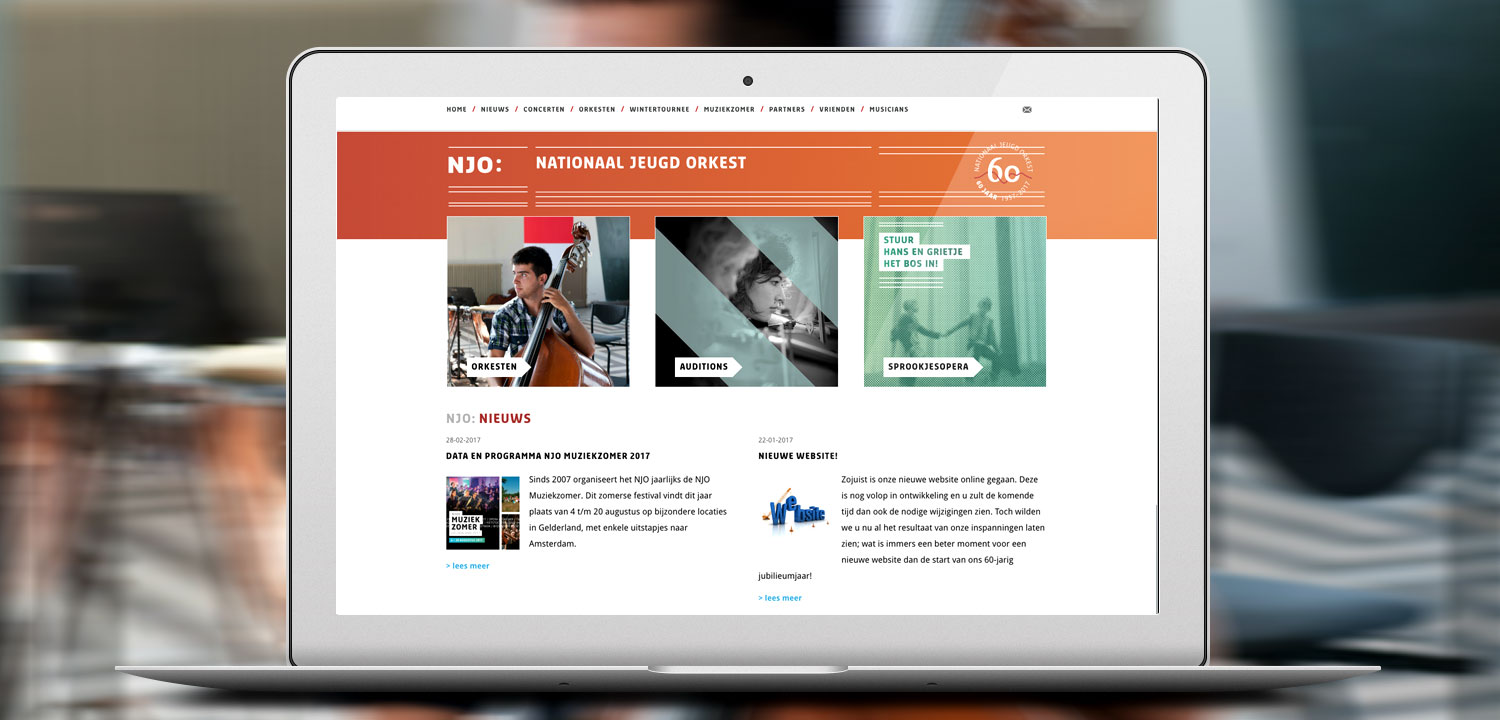 HOME / NIEUWS / CONCERTEN / ORKESTEN / WINTERTOURNEE / MUZIEKZOMER / PARTNERS / VRIENDEN / MUSICIANS
NJO:
NATIONAAL JEUGD ORKEST
NATIONAAL JEUGD ORKEST
60
60 JAAR 1957-2017
ORKESTEN
AUDITIONS
STUUR
HANS EN GRIETJE
HET BOS IN!
SPROOKJESOPERA
NJO: NIEUWS
28-02-2017
DATA EN PROGRAMMA NJO MUZIEKZOMER 2017
MUZIEK
ZOMER
Sinds 2007 organiseert het NJO jaarlijks de NJO
Muziekzomer. Dit zomerse festival vindt dit jaar
plaats van 4 t/m 20 augustus op bijzondere locaties
in Gelderland, met enkele uitstapjes naar
Amsterdam.
> lees meer
22-01-2017
NIEUWE WEBSITE!
Website
Zojuist is onze nieuwe website online gegaan. Deze
is nog volop in ontwikkeling en u zult de komende
tijd dan ook de nodige wijzigingen zien. Toch wilden
we u nu al het resultaat van onze inspanningen laten
zien; wat is immers een beter moment voor een
nieuwe website dan de start van ons 60-jarig
jubilieumjaar!
> lees meer